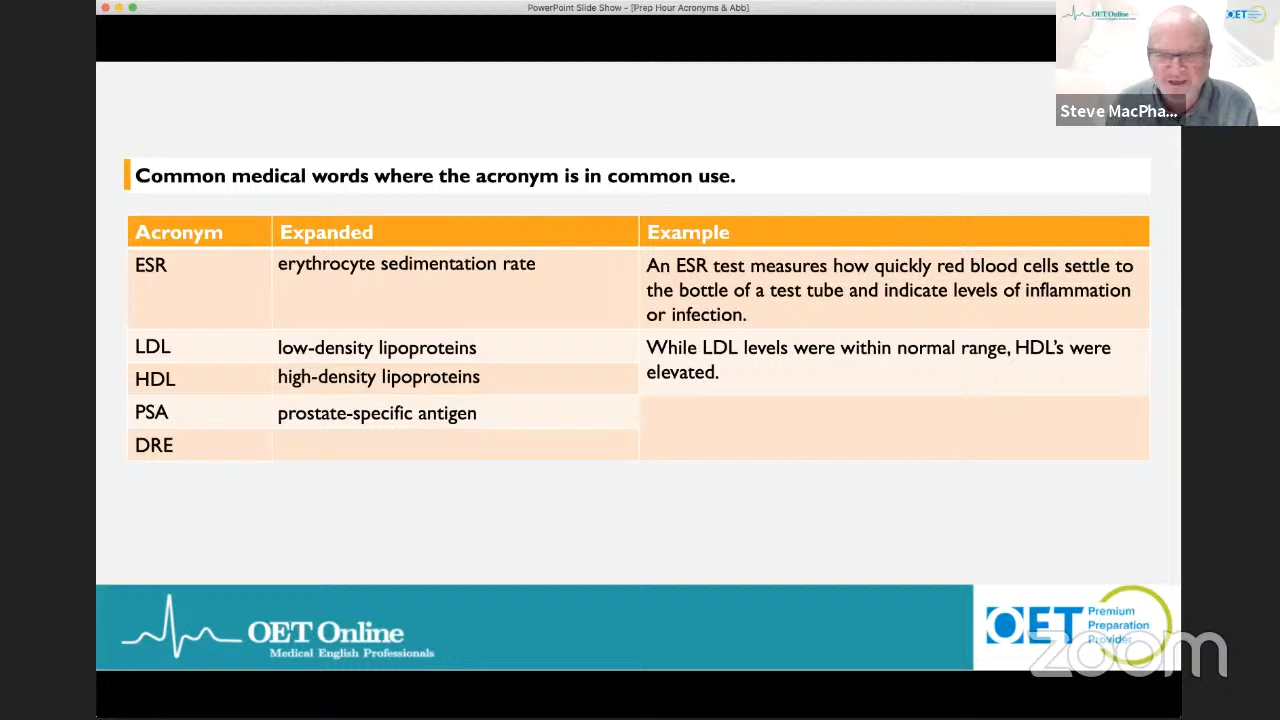 PowerPoint Slide Show - [Prep Hour Acronyms & Abb]
OET Online
OET
Steve MacPha...
Common medical words where the acronym is in common use.
Acronym Expanded Example
ESR erythrocyte sedimentation rate An ESR test measures how quickly red blood cells settle to
the bottle of a test tube and indicate levels of inflammation
or infection.
LDL low-density lipoproteins While LDL levels were within normal range, HDL's were
HDL high-density lipoproteins elevated.
PSA prostate-specific antigen
DRE
OET Online
Medical English Professionals
OET Premium
Preparation
Provider
zoom